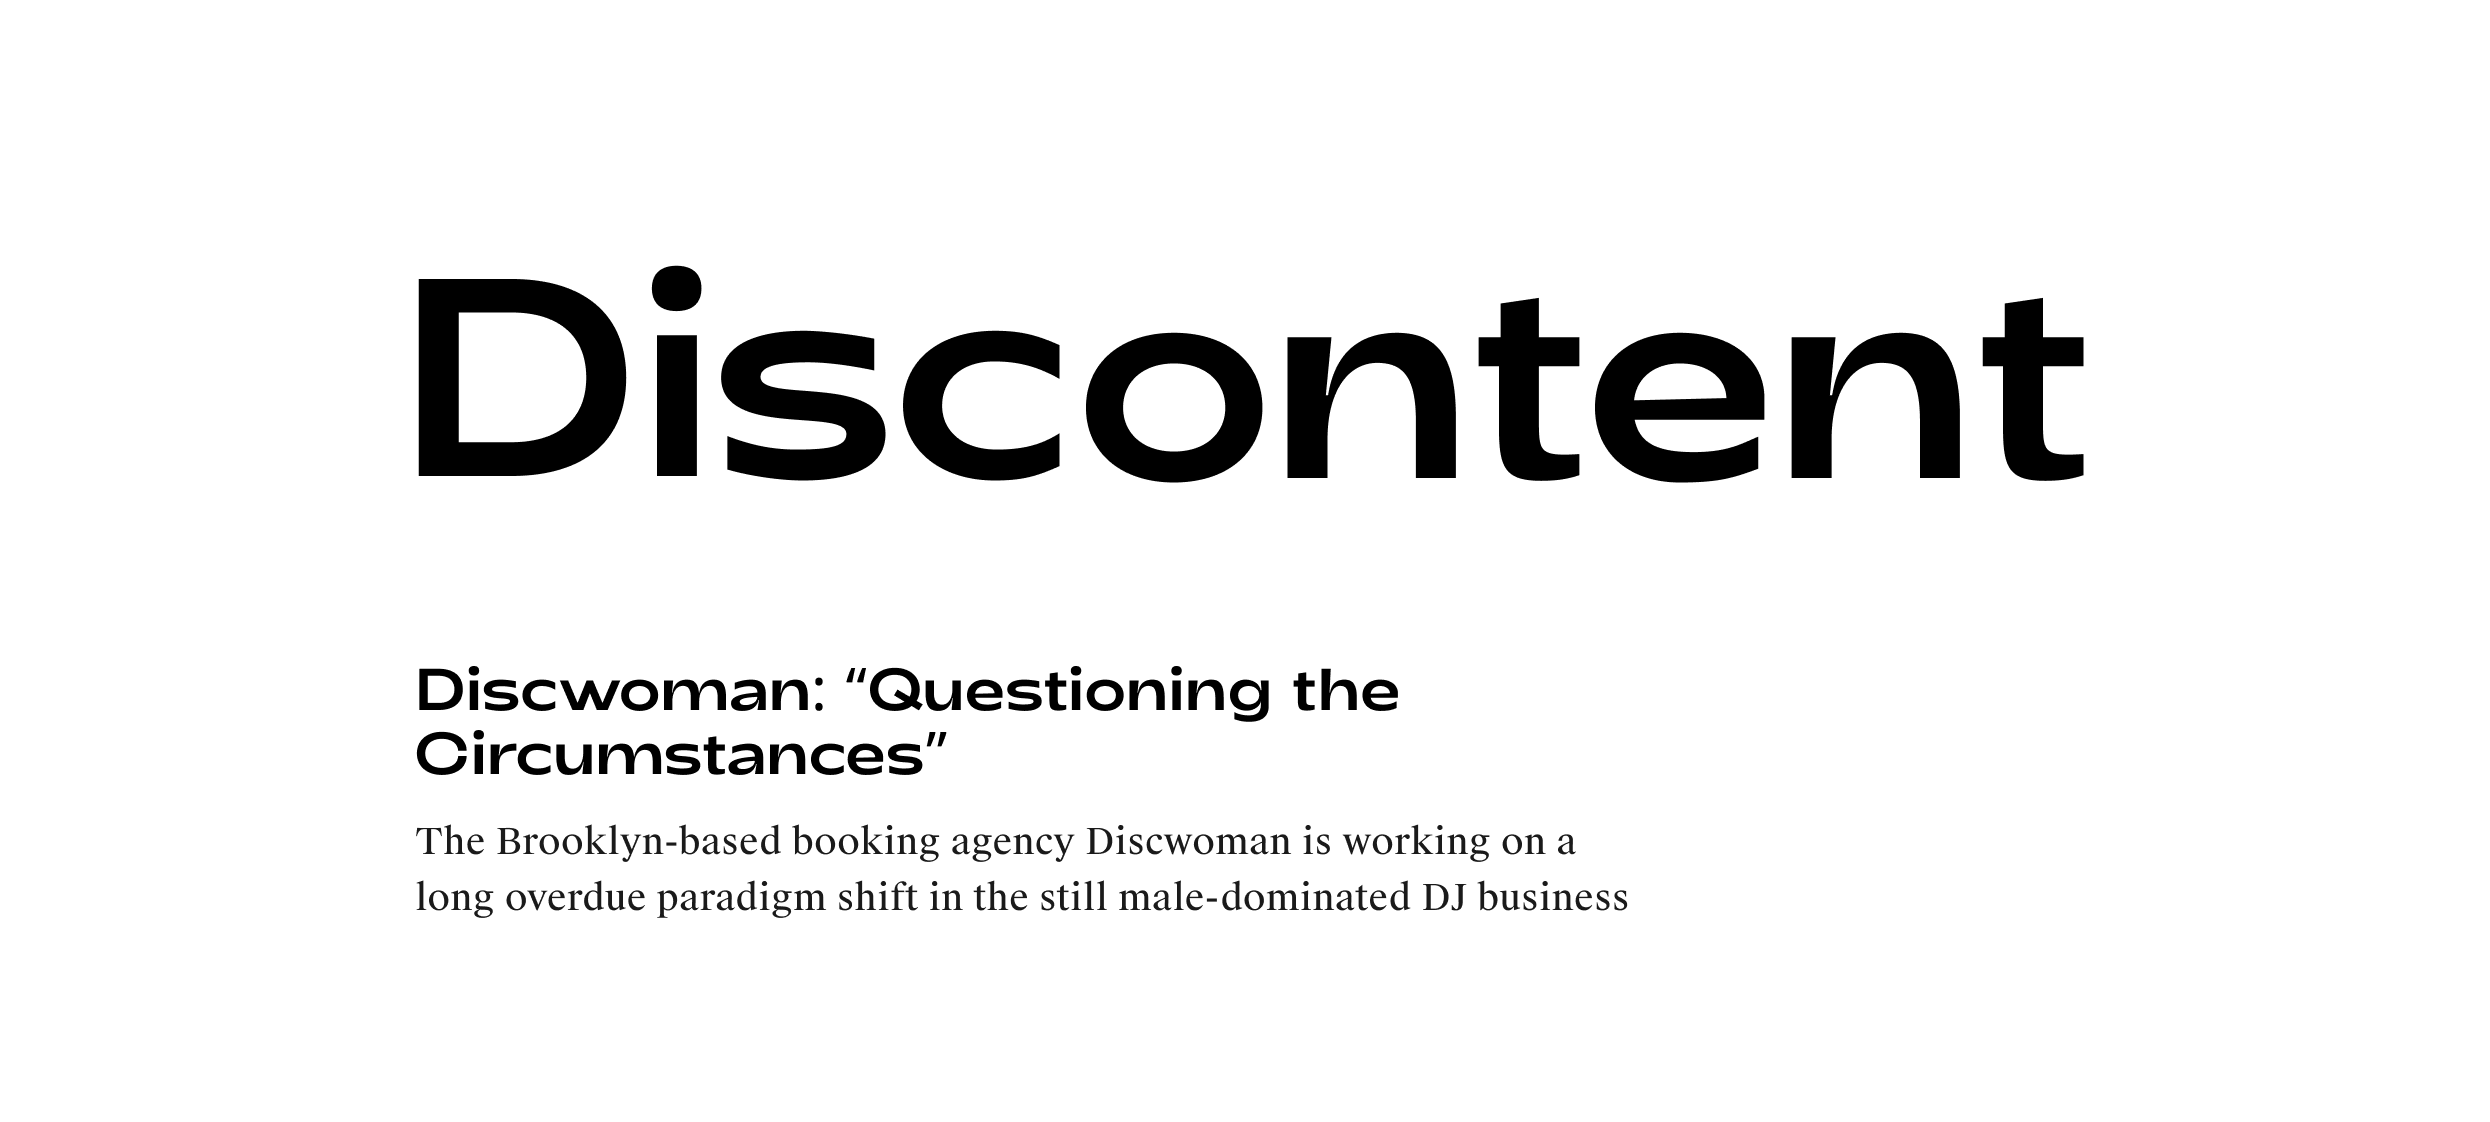 Discontent
Discwoman: “Questioning the
Circumstances”
The Brooklyn-based booking agency Discwoman is working on a
long overdue paradigm shift in the still male-dominated DJ business